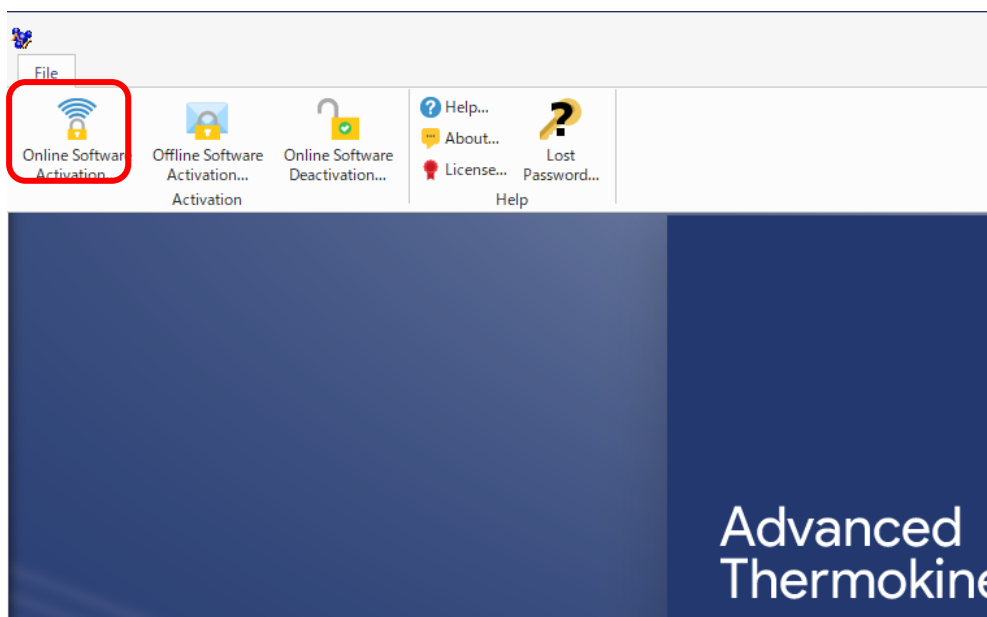 File
Online Software
Activation...
Offline Software
Activation...
Online Software
Deactivation...
Activation
Help...
About...
License...
Lost
Password...
Help
Advanced
Thermokine